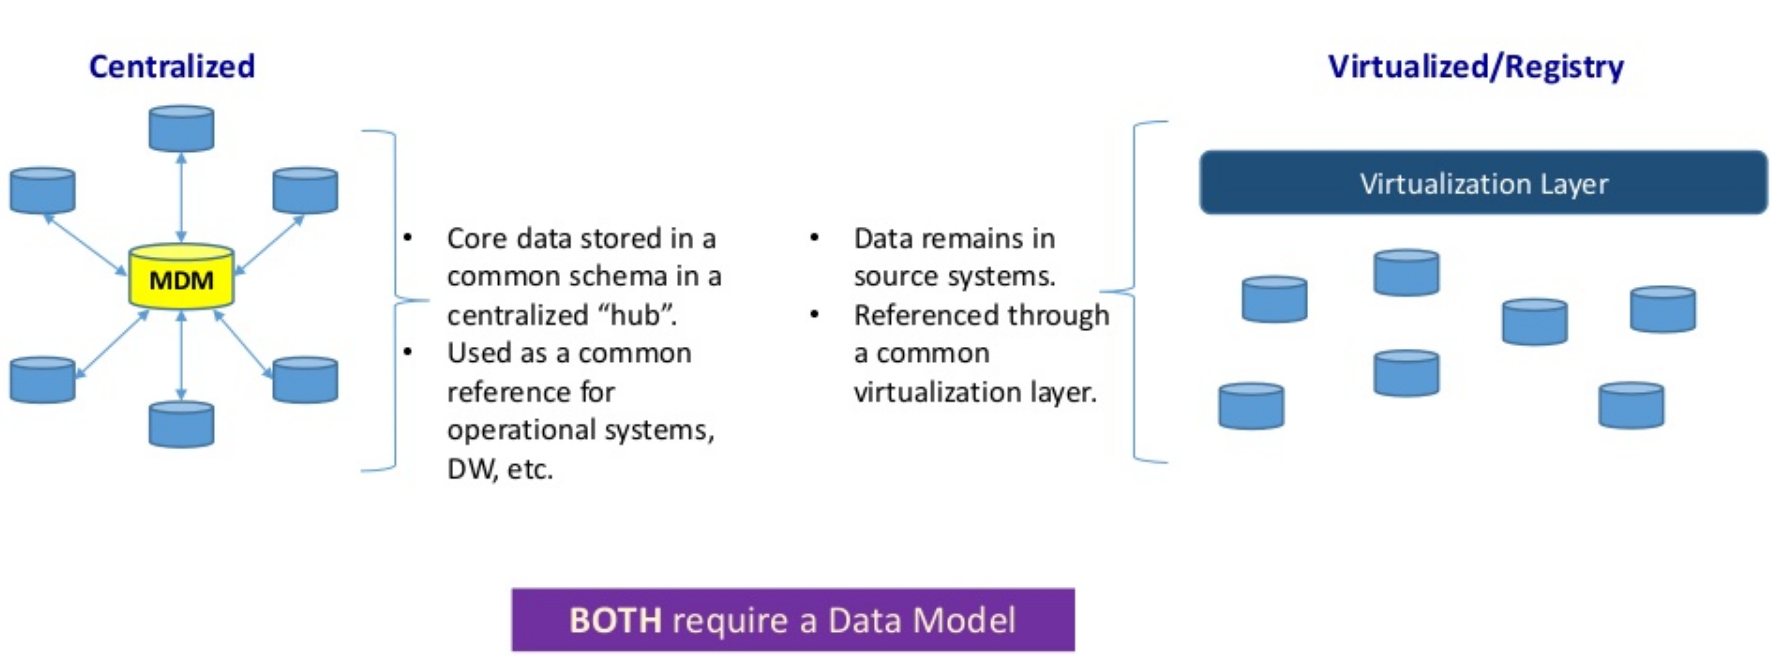 Centralized
MDM
• Core data stored in a
common schema in a
centralized “hub”.
• Used as a common
reference for
operational systems,
DW, etc.
• Data remains in
source systems.
• Referenced through
a common
virtualization layer.
Virtualized/Registry
Virtualization Layer
BOTH require a Data Model